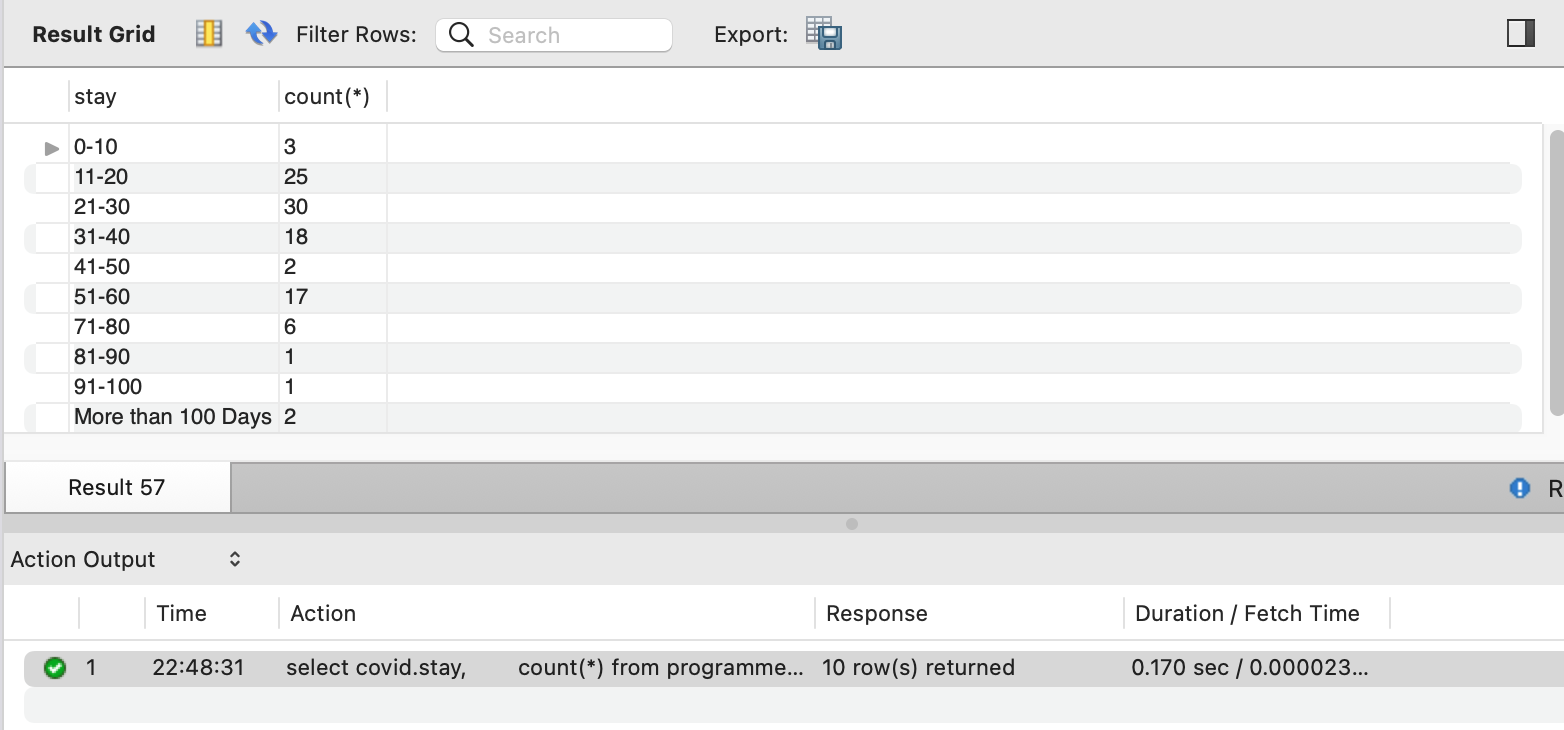 Result Grid Filter Rows: Search Export:
stay count(*)
0-10 3
11-20 25
21-30 30
31-40 18
41-50 2
51-60 17
71-80 6
81-90 1
91-100 1
More than 100 Days 2
Result 57 R
Action Output
Time Action Response Duration / Fetch Time
1 22:48:31 select covid.stay, count(*) from programme... 10 row(s) returned 0.170 sec / 0.000023...